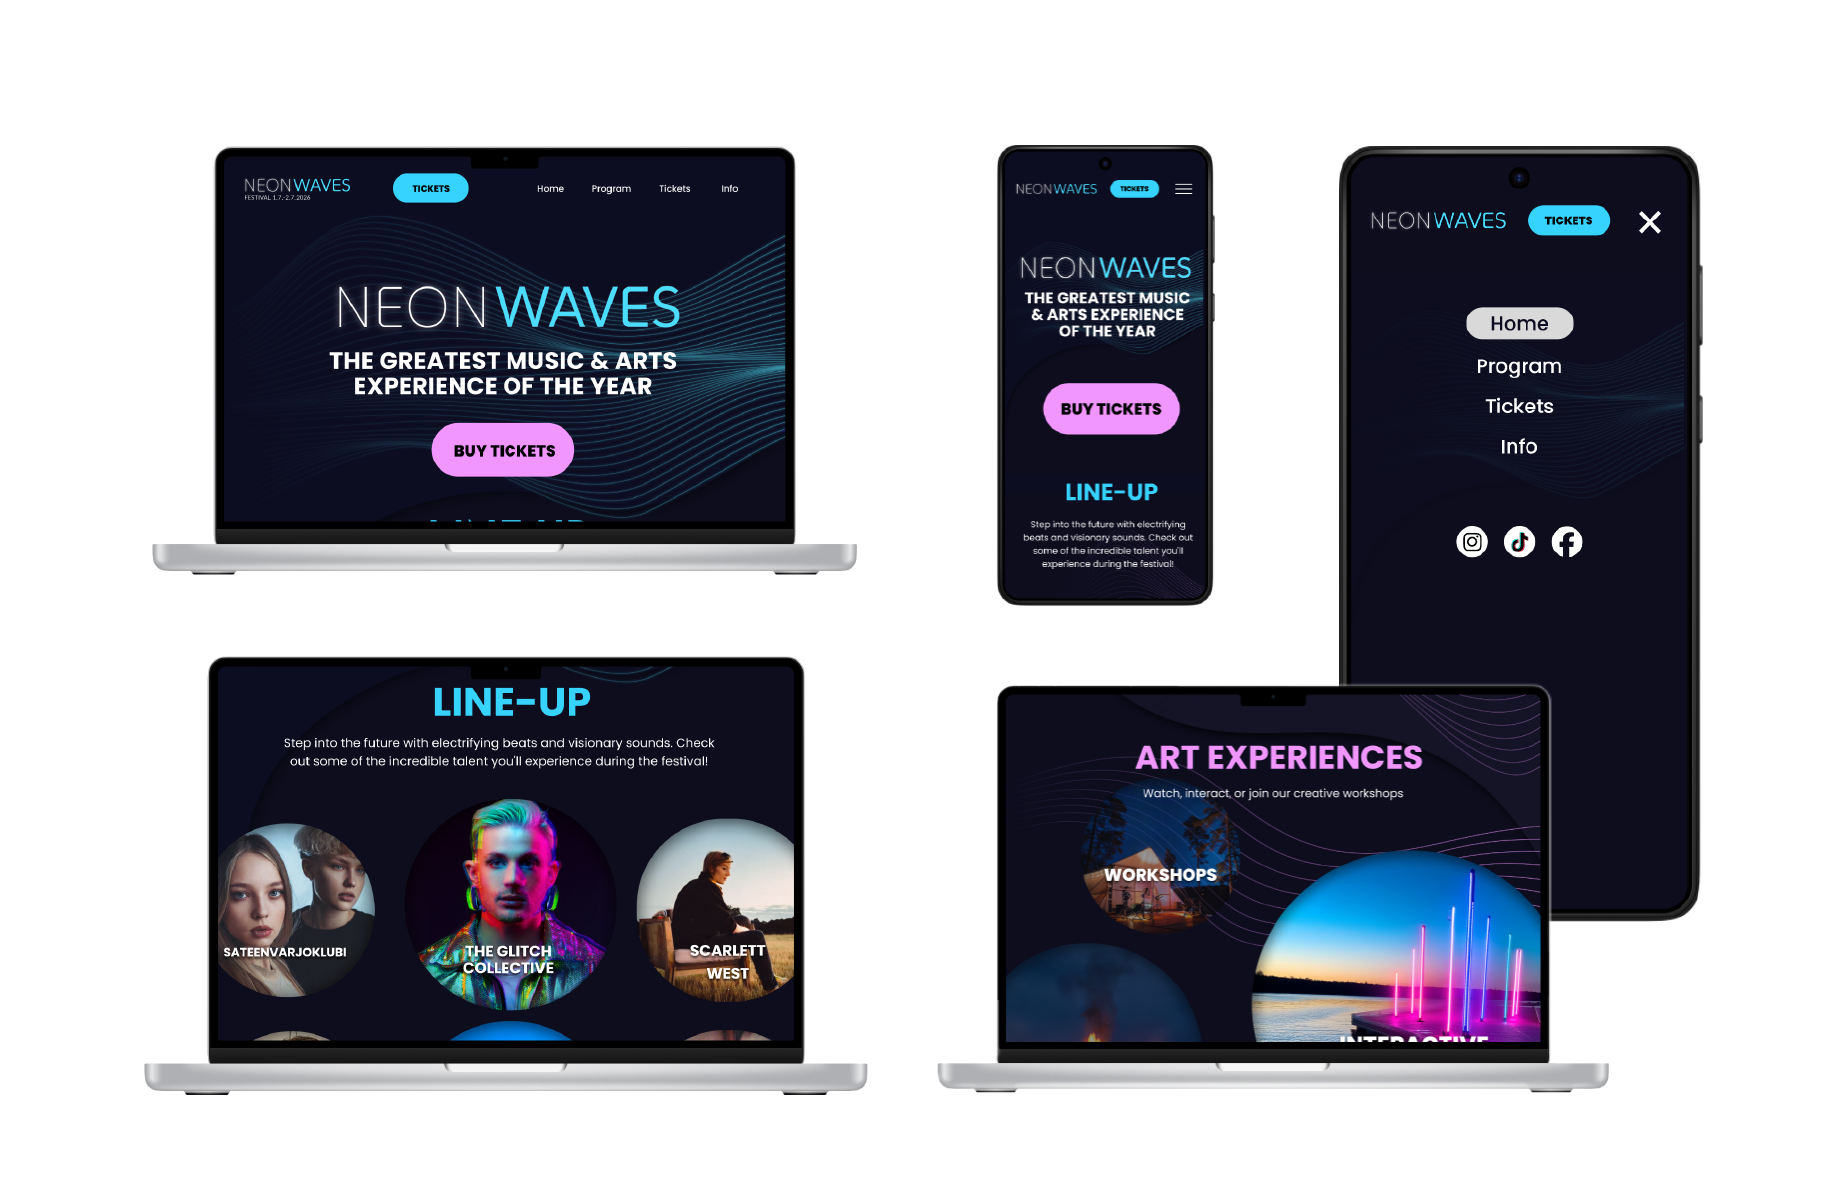 NEONWAVES
FESTIVAL 1.7.-2.7.2026
TICKETS
Home Program Tickets Info
NEONWAVES
THE GREATEST MUSIC & ARTS
EXPERIENCE OF THE YEAR
BUY TICKETS
LINE-UP
NEONWAVES TICKETS
NEONWAVES
THE GREATEST MUSIC
& ARTS EXPERIENCE
OF THE YEAR
BUY TICKETS
LINE-UP
Step into the future with electrifying
beats and visionary sounds. Check out
some of the incredible talent you'll
experience during the festival!
NEONWAVES TICKETS
Home
Program
Tickets
Info
LINE-UP
Step into the future with electrifying beats and visionary sounds. Check
out some of the incredible talent you'll experience during the festival!
SATEENVARJOKLUBI
THE GLITCH
COLLECTIVE
SCARLETT
WEST
ART EXPERIENCES
Watch, interact, or join our creative workshops
WORKSHOPS
INTERACTIVE